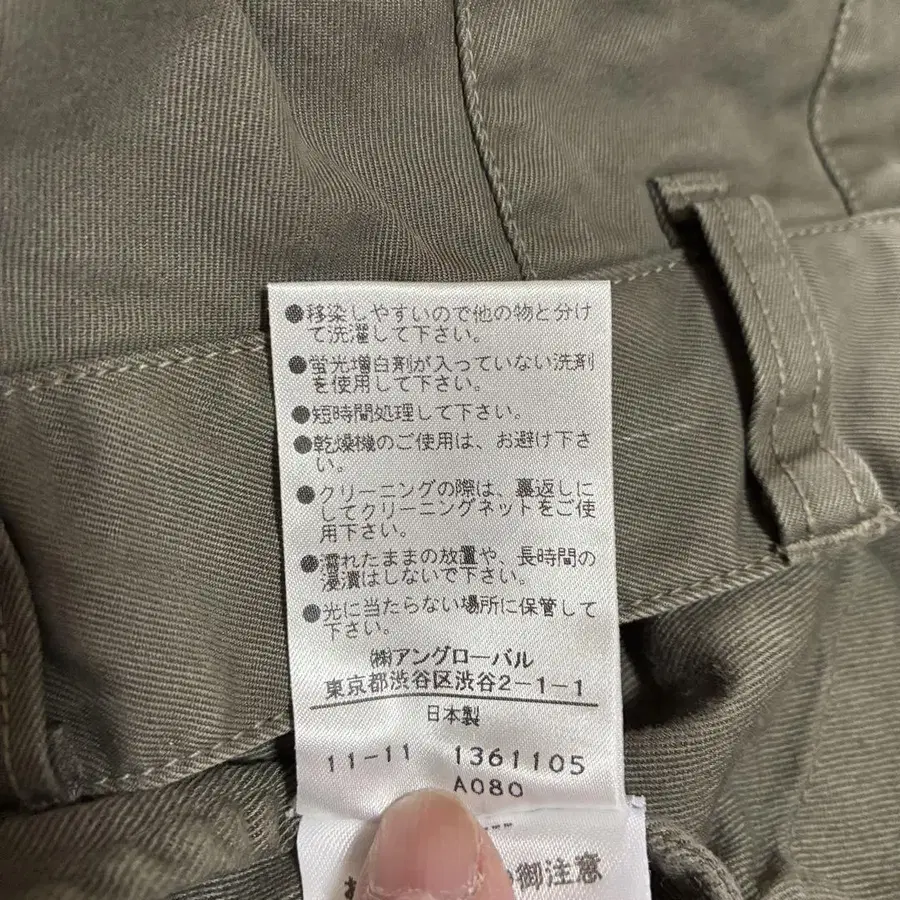 ●移染しやすいので他の物と分け
て洗濯して下さい。
●蛍光増白剤が入っていない洗剤
を使用して下さい。
●短時間処理して下さい。
●乾燥機のご使用は、お避け下さ
い。
●クリーニングの際は、裏返しに
してクリーニングネットをご使
用下さい。
●濡れたままの放置や、長時間の
浸漬はしないで下さい。
●光に当たらない場所に保管して
下さい。
㈱アングローバル
東京都渋谷区渋谷2-1-1
日本製
11-11 1361105
A080
御注意